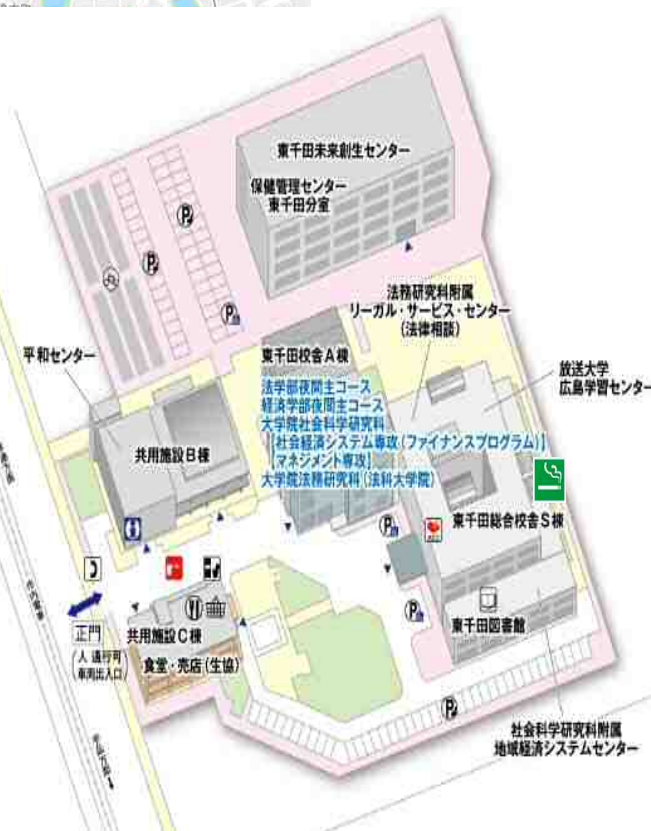 東千田未来創生センター
保健管理センター
東千田分室
法務研究科附属
リーガル・サービス・センター
(法律相談)
平和センター
東千田校舎A棟
放送大学
広島学習センター
法学部夜間主コース
経済学部夜間主コース
大学院社会科学研究科
[社会経済システム専攻(ファイナンスプログラム)]
[マネジメント専攻]
大学院法務研究科(法科大学院)
共用施設B棟
東千田総合校舎S棟
東千田図書館
正門
(人 通行可
車両出入口)
共用施設C棟
食堂・売店(生協)
社会科学研究科附属
地域経済システムセンター
P
P
P
P
P
P